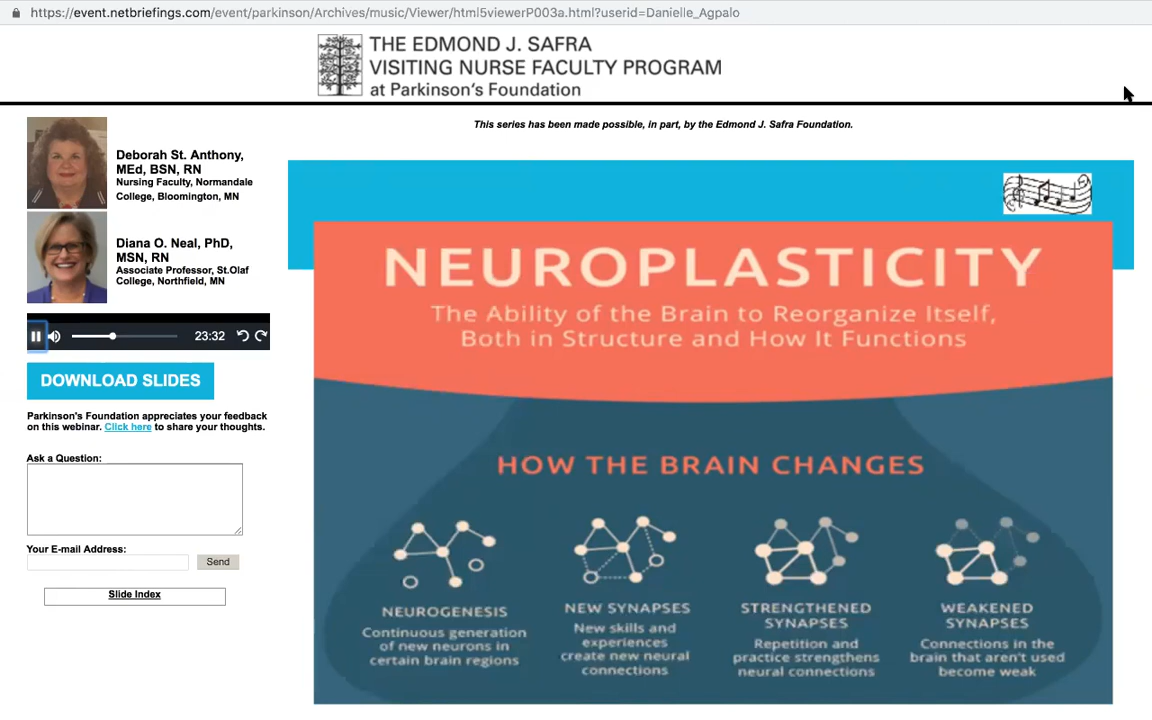 https://event.netbriefings.com/event/parkinson/Archives/music/Viewer/html5viewerP003a.html?userid=Danielle_Agpalo
THE EDMOND J. SAFRA
VISITING NURSE FACULTY PROGRAM
at Parkinson's Foundation
This series has been made possible, in part, by the Edmond J. Safra Foundation.
Deborah St. Anthony,
MEd, BSN, RN
Nursing Faculty, Normandale
College, Bloomington, MN
Diana O. Neal, PhD,
MSN, RN
Associate Professor, St.Olaf
College, Northfield, MN
23:32
DOWNLOAD SLIDES
Parkinson's Foundation appreciates your feedback
on this webinar. Click here to share your thoughts.
Ask a Question:
Your E-mail Address:
Send
Slide Index
NEUROPLASTICITY
The Ability of the Brain to Reorganize Itself,
Both in Structure and How It Functions
HOW THE BRAIN CHANGES
NEUROGENESIS
Continuous generation
of new neurons in
certain brain regions
NEW SYNAPSES
New skills and
experiences
create new neural
connections
STRENGTHENED
SYNAPSES
Repetition and
practice strengthens
neural connections
WEAKENED
SYNAPSES
Connections in the
brain that aren't used
become weak